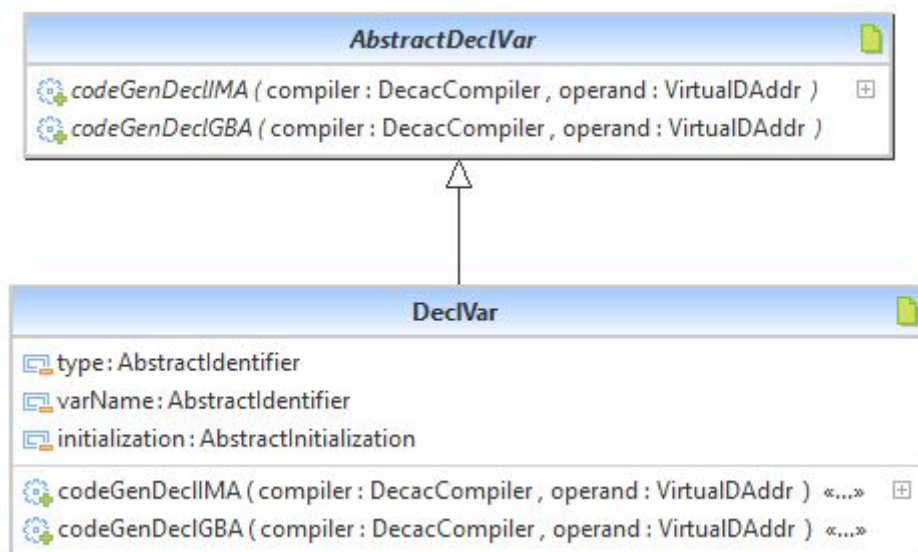 AbstractDeclVar
codeGenDeclIMA ( compiler : DecacCompiler , operand : VirtualDAddr )
codeGenDeclGBA ( compiler : DecacCompiler , operand : VirtualDAddr )
DeclVar
type : AbstractIdentifier
varName : AbstractIdentifier
initialization : AbstractInitialization
codeGenDeclIMA ( compiler : DecacCompiler , operand : VirtualDAddr ) «...»
codeGenDeclGBA ( compiler : DecacCompiler , operand : VirtualDAddr ) «...»